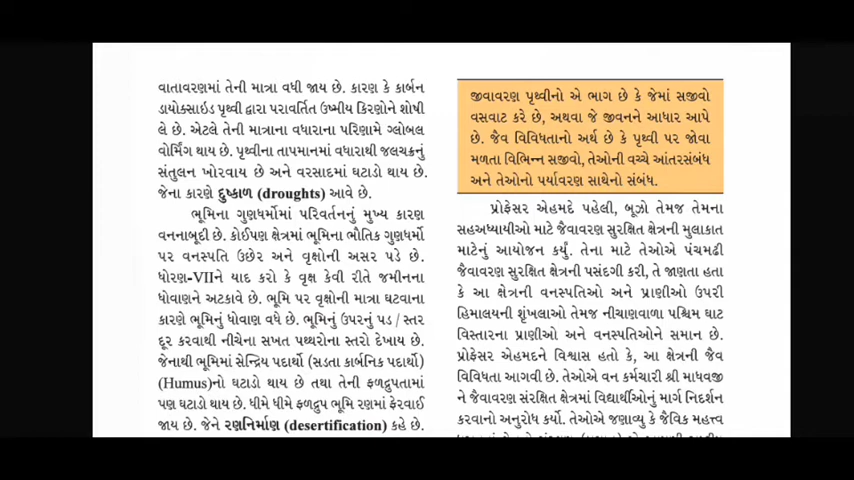 વાતાવરણમાં તેની માત્રા વધી જાય છે. કારણ કે કાર્બન
ડાયોક્સાઇડ પૃથ્વી દ્વારા પરાવર્તિત ઉષ્મીય કિરણોને શોષી
લે છે. એટલે તેની માત્રાના વધારાના પરિણામે ગ્લોબલ
વોર્મિંગ થાય છે. પૃથ્વીના તાપમાનમાં વધારાથી જલચક્રનું
સંતુલન ખોરવાય છે અને વરસાદમાં ઘટાડો થાય છે.
જેના કારણે દુષ્કાળ (droughts) આવે છે.
ભૂમિના ગુણધર્મોમાં પરિવર્તનનું મુખ્ય કારણ
વનનાબૂદી છે. કોઈપણ ક્ષેત્રમાં ભૂમિના ભૌતિક ગુણધર્મો
પર વનસ્પતિ ઉછેર અને વૃક્ષોની અસર પડે છે.
ધોરણ-VIIને યાદ કરો કે વૃક્ષ કેવી રીતે જમીનના
ધોવાણને અટકાવે છે. ભૂમિ પર વૃક્ષોની માત્રા ઘટવાના
કારણે ભૂમિનું ધોવાણ વધે છે. ભૂમિનું ઉપરનું પડ / સ્તર
દૂર કરવાથી નીચેના સખત પથ્થરોના સ્તરો દેખાય છે.
જેનાથી ભૂમિમાં સેન્દ્રિય પદાર્થો (સડતા કાર્બનિક પદાર્થો)
(Humus)નો ઘટાડો થાય છે તથા તેની ફળદ્રુપતામાં
પણ ઘટાડો થાય છે. ધીમે ધીમે ફળદ્રુપ ભૂમિ રણમાં ફેરવાઈ
જાય છે. જેને રણનિર્માણ (desertification) કહે છે.
જીવાવરણ પૃથ્વીનો એ ભાગ છે કે જેમાં સજીવો
વસવાટ કરે છે, અથવા જે જીવનને આધાર આપે
છે. જૈવ વિવિધતાનો અર્થ છે કે પૃથ્વી પર જોવા
મળતા વિભિન્ન સજીવો, તેઓની વચ્ચે આંતરસંબંધ
અને તેઓનો પર્યાવરણ સાથેનો સંબંધ.
પ્રોફેસર એહમદે પહેલી, બૂઝો તેમજ તેમના
સહઅધ્યાયીઓ માટે જૈવાવરણ સુરક્ષિત ક્ષેત્રની મુલાકાત
માટેનું આયોજન કર્યું. તેના માટે તેઓએ પંચમઢી
જૈવાવરણ સુરક્ષિત ક્ષેત્રની પસંદગી કરી, તે જાણતા હતા
કે આ ક્ષેત્રની વનસ્પતિઓ અને પ્રાણીઓ ઉપરી
હિમાલયની શૃંખલાઓ તેમજ નીચાણવાળા પશ્ચિમ ઘાટ
વિસ્તારના પ્રાણીઓ અને વનસ્પતિઓને સમાન છે.
પ્રોફેસર એહમદને વિશ્વાસ હતો કે, આ ક્ષેત્રની જૈવ
વિવિધતા આગવી છે. તેઓએ વન કર્મચારી શ્રી માધવજી
ને જૈવાવરણ સંરક્ષિત ક્ષેત્રમાં વિદ્યાર્થીઓનું માર્ગ નિદર્શન
કરવાનો અનુરોધ કર્યો. તેઓએ જણાવ્યુ કે જૈવિક મહત્ત્વ